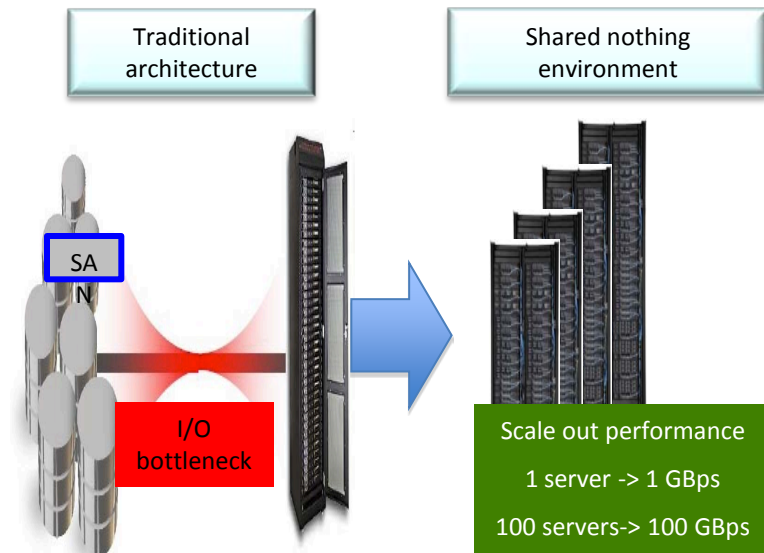 Traditional
architecture
Shared nothing
environment
SA
N
I/O
bottleneck
Scale out performance
1 server -> 1 GBps
100 servers-> 100 GBps